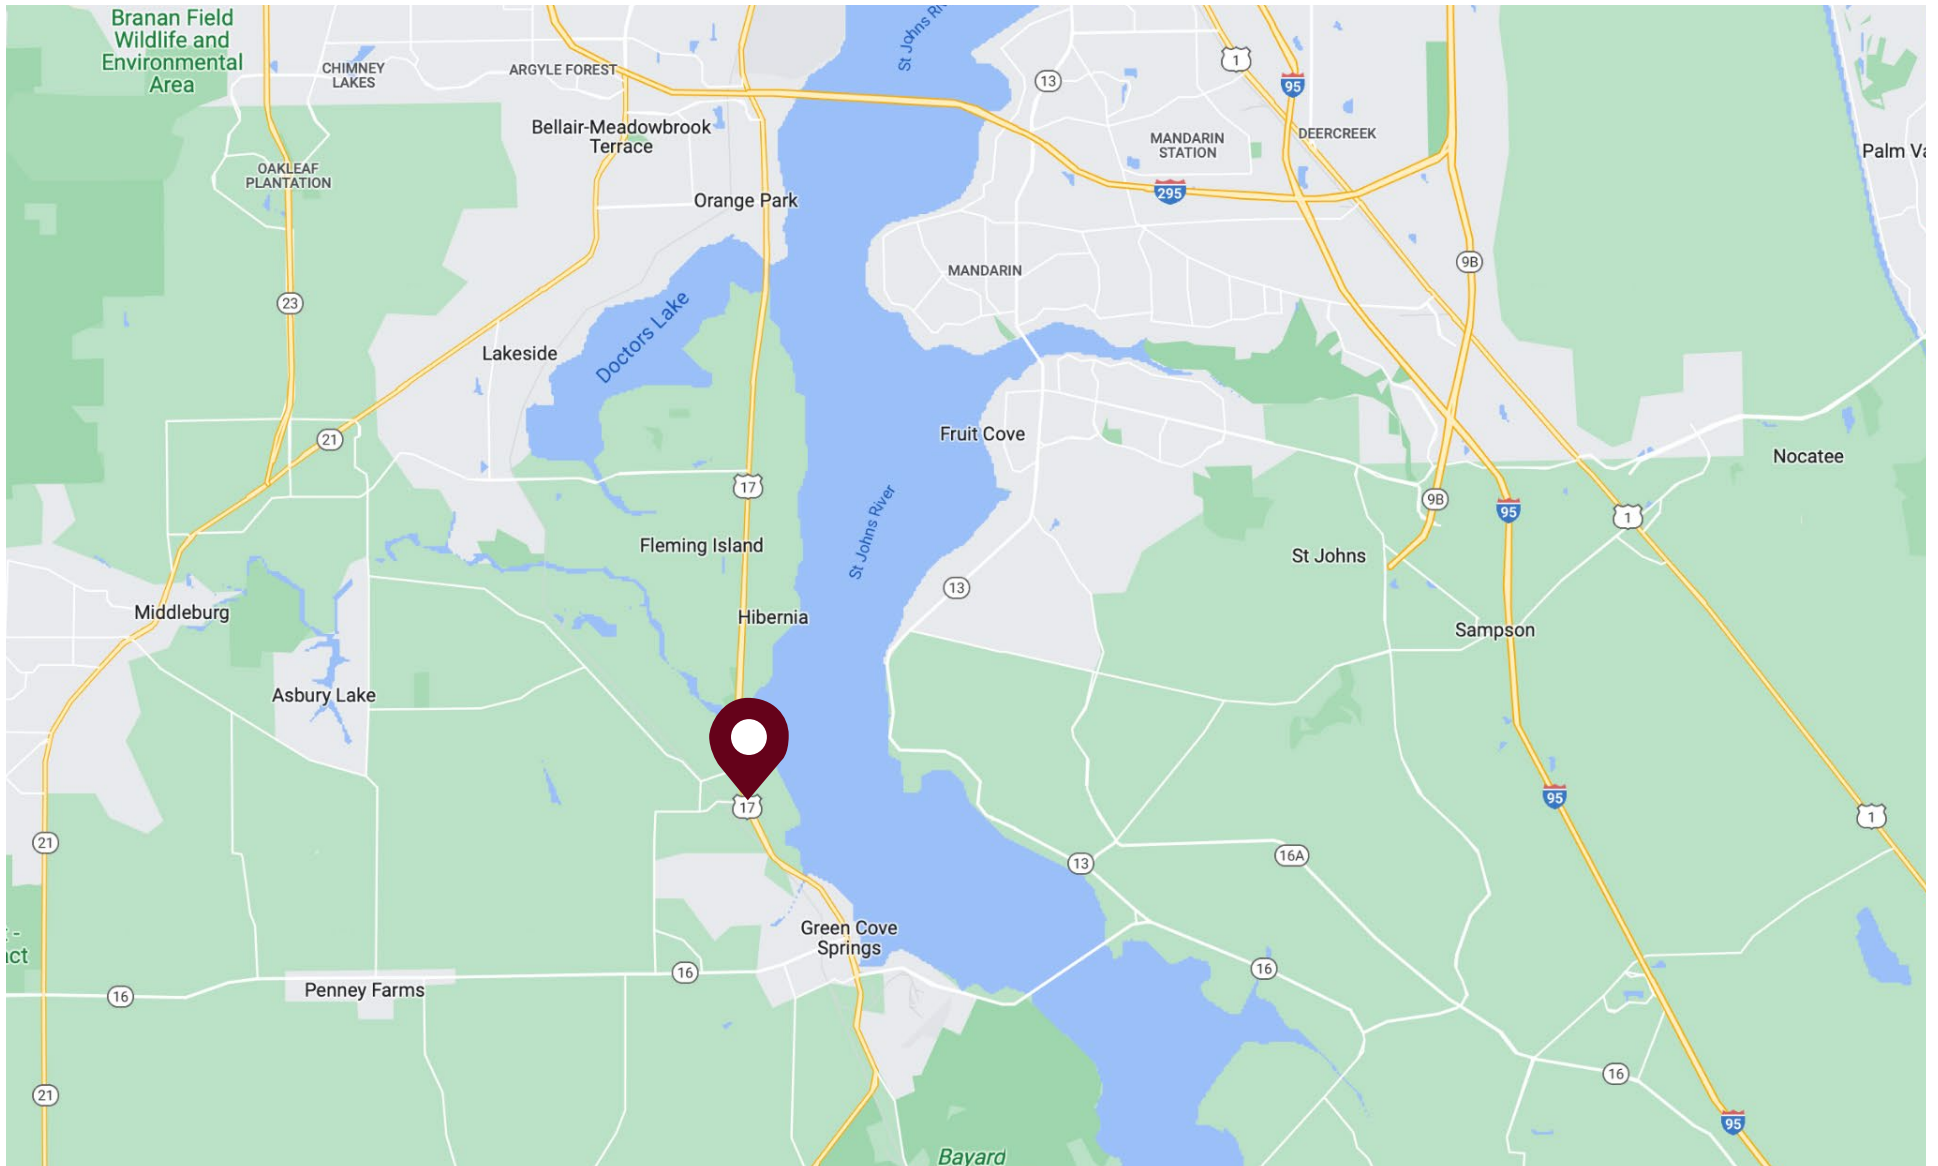 Branan Field
Wildlife and
Environmental
Area
CHIMNEY
LAKES
ARGYLE FOREST
St Johns
1
13
95
Bellair-Meadowbrook
Terrace
MANDARIN
STATION
DEERCREEK
Palm
OAKLEAF
PLANTATION
295
Orange Park
9B
MANDARIN
23
Doctors Lake
Lakeside
21
Fruit Cove
Nocatee
17
9B
95
1
St Johns River
Fleming Island
St Johns
13
Middleburg
Hibernia
Sampson
Asbury Lake
95
17
1
21
16A
13
Green Cove
Springs
16
16
Penney Farms
16
16
21
95
Bayard